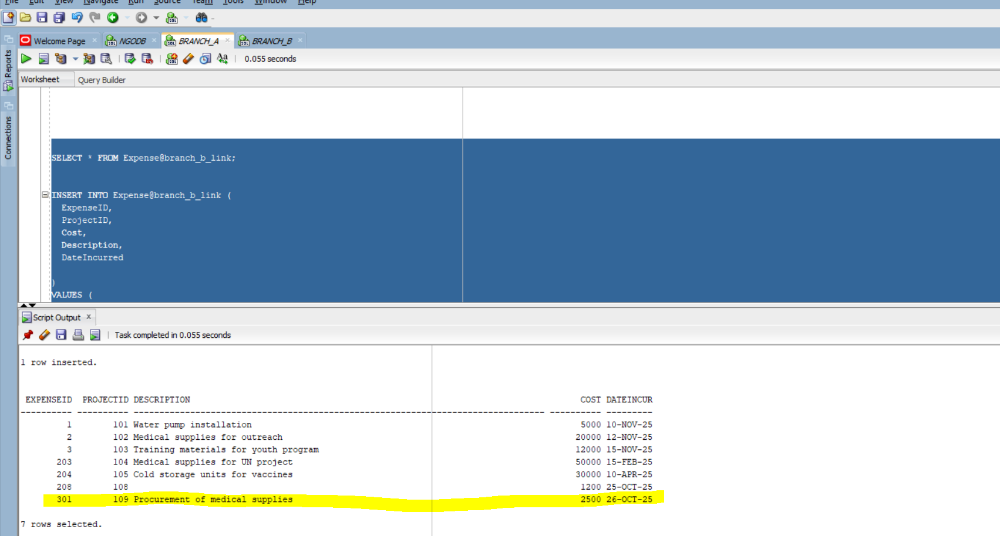 File Edit View Navigate Run Source Team Tools Window Help
Welcome Page NGODB BRANCH_A BRANCH_B
0.055 seconds
Reports
Connections
Worksheet Query Builder
SELECT * FROM Expense@branch_b_link;
INSERT INTO Expense@branch_b_link (
ExpenseID,
ProjectID,
Cost,
Description,
DateIncurred
)
VALUES (
Script Output
Task completed in 0.055 seconds
1 row inserted.
EXPENSEID PROJECTID DESCRIPTION COST DATEINCUR
---------- ---------- -------------------------------------------------------------------------------- ---------- ---------
1 101 Water pump installation 5000 10-NOV-25
2 102 Medical supplies for outreach 20000 12-NOV-25
3 103 Training materials for youth program 12000 15-NOV-25
203 104 Medical supplies for UN project 50000 15-FEB-25
204 105 Cold storage units for vaccines 30000 10-APR-25
208 108 1200 25-OCT-25
301 109 Procurement of medical supplies 2500 26-OCT-25
7 rows selected.